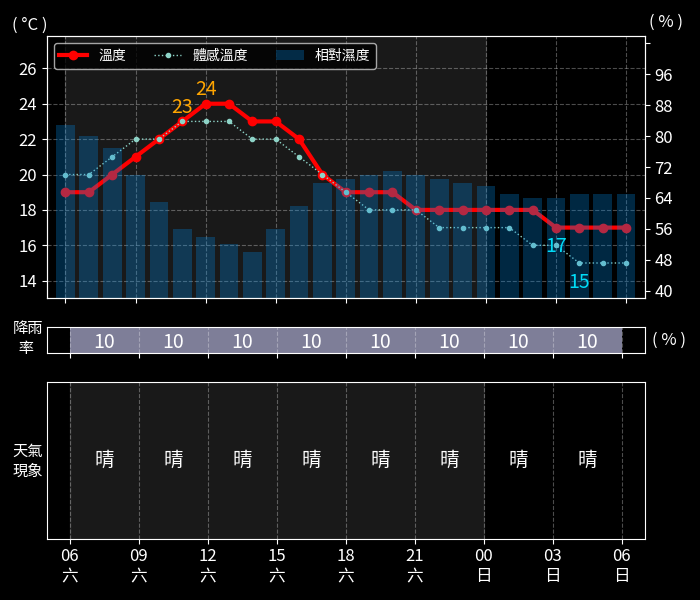 ( °C )
( % )
溫度 體感溫度 相對濕度
26
24
22
20
18
16
14
96
88
80
72
64
56
48
40
23
24
17
15
降雨
率
10 10 10 10 10 10 10 10
( % )
天氣
現象
晴 晴 晴 晴 晴 晴 晴 晴
06 09 12 15 18 21 00 03 06
六 六 六 六 六 六 日 日 日